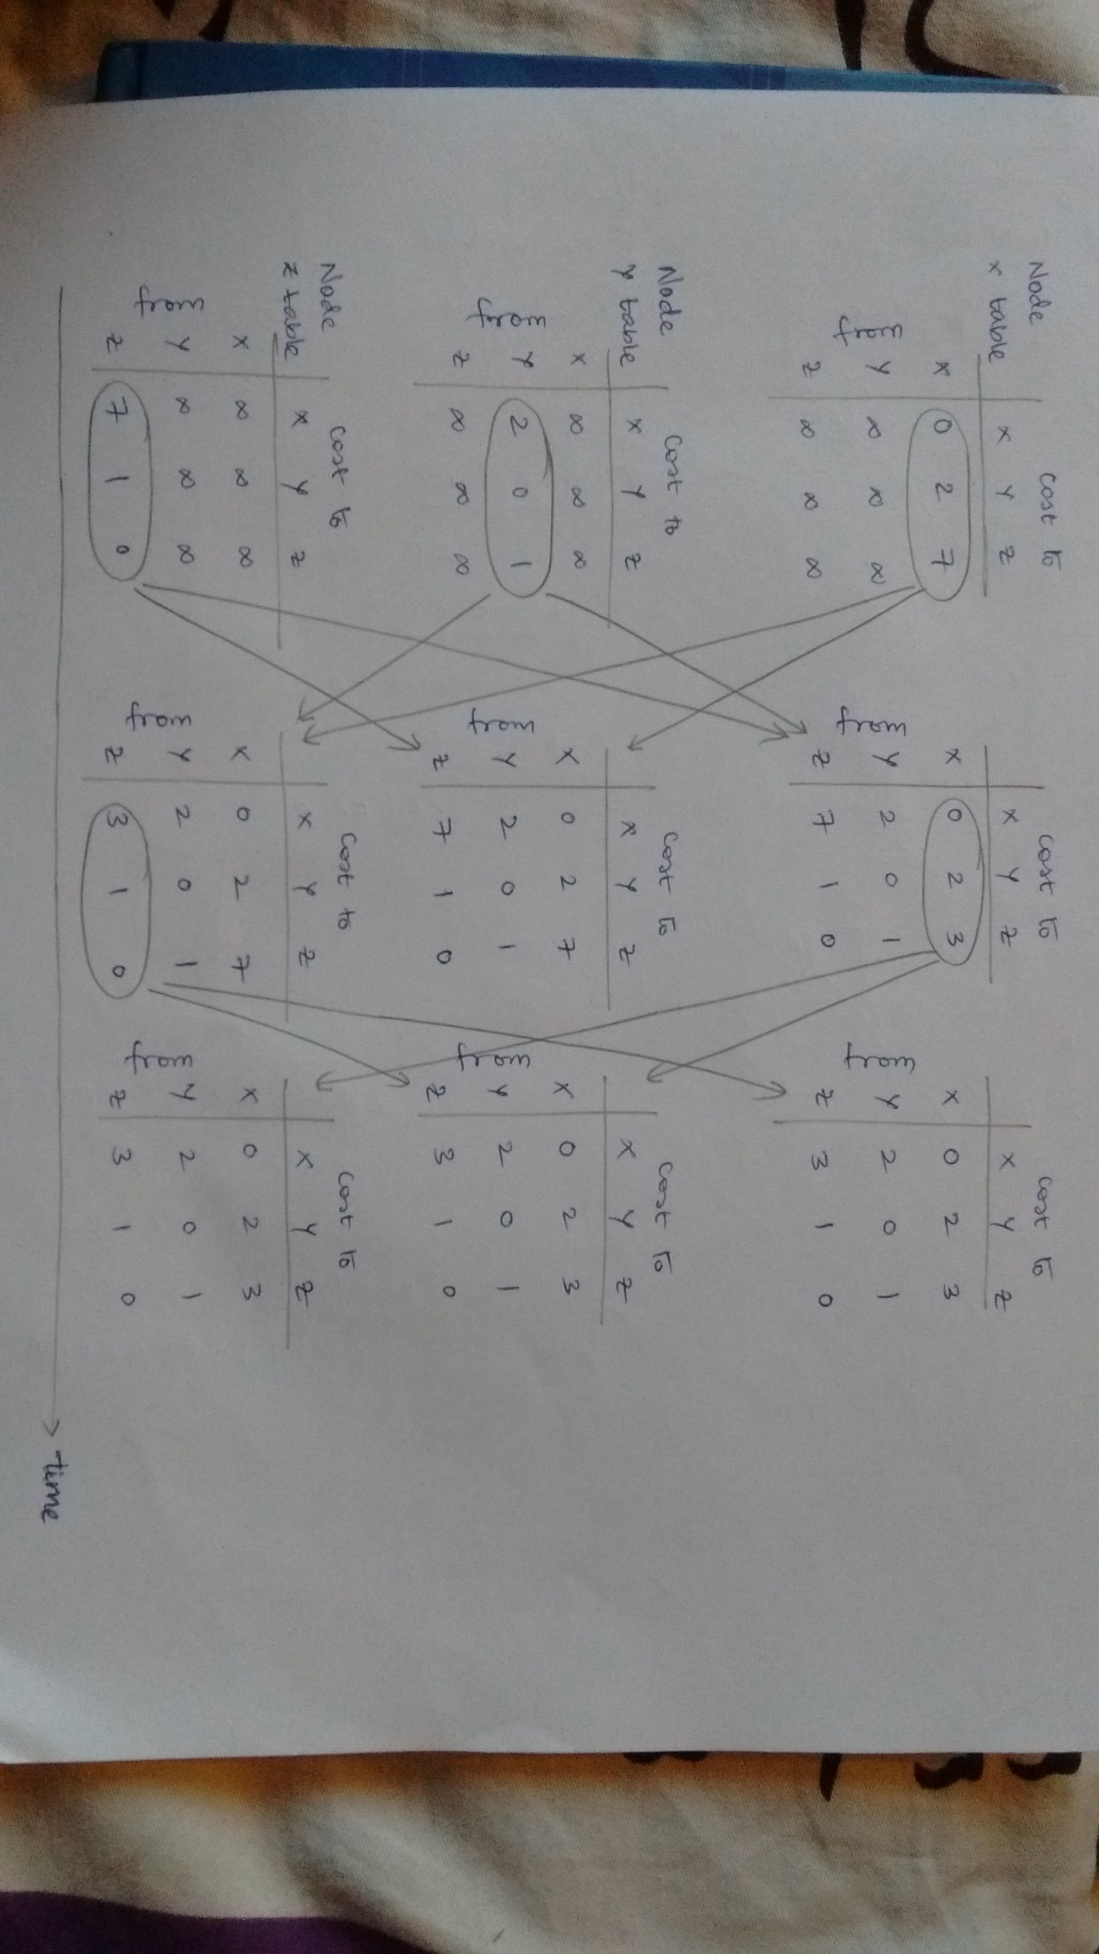 Node
x table
cost to
x y z
from
x 0 2 7
y ∞ ∞ ∞
z ∞ ∞ ∞
cost to
x y z
from
x 0 2 3
y 2 0 1
z 7 1 0
cost to
x y z
from
x 0 2 3
y 2 0 1
z 3 1 0
Node
y table
cost to
x y z
from
x ∞ ∞ ∞
y 2 0 1
z ∞ ∞ ∞
cost to
x y z
from
x 0 2 7
y 2 0 1
z 7 1 0
cost to
x y z
from
x 0 2 3
y 2 0 1
z 3 1 0
Node
z table
cost to
x y z
from
x ∞ ∞ ∞
y ∞ ∞ ∞
z 7 1 0
cost to
x y z
from
x 0 2 7
y 2 0 1
z 3 1 0
cost to
x y z
from
x 0 2 3
y 2 0 1
z 3 1 0
time